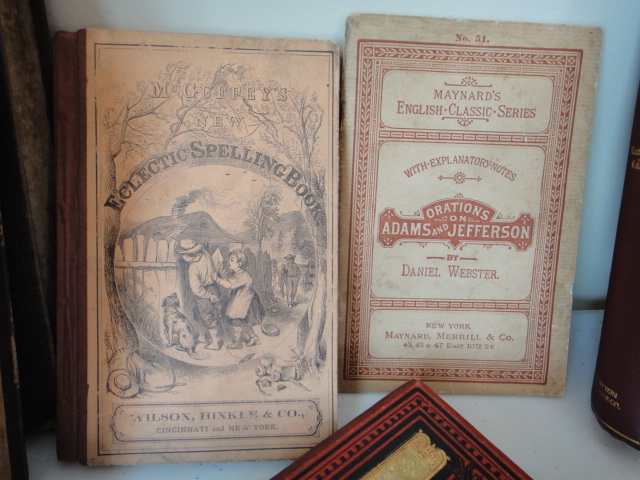 McGUFFEY'S
NEW
ECLECTIC SPELLING BOOK
WILSON, HINKLE & CO.,
CINCINNATI and NEW YORK.
No. 51.
MAYNARD'S
ENGLISH-CLASSIC-SERIES
WITH-EXPLANATORY-NOTES
ORATIONS
ON
ADAMS AND JEFFERSON
BY
DANIEL WEBSTER.
NEW YORK
MAYNARD, MERRILL & CO.
43, 45 & 47 EAST 10TH ST.